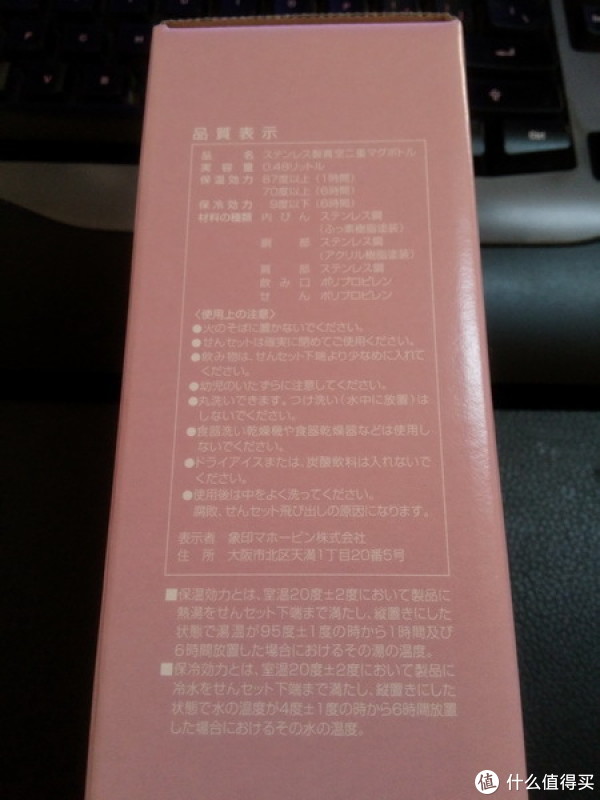 品質表示
品名 ステンレス製真空二重マグボトル
実容量 0.48リットル
保温効力 87度以上(1時間)
70度以上(6時間)
保冷効力 9度以下(6時間)
材料の種類 内びん ステンレス鋼
(ふっ素樹脂塗装)
胴部 ステンレス鋼
(アクリル樹脂塗装)
肩部 ステンレス鋼
飲み口 ポリプロピレン
せん ポリプロピレン
〈使用上の注意〉
●火のそばに置かないでください。
●せんセットは確実に閉めてご使用ください。
●飲み物は、せんセット下端より少なめに入れて
ください。
●幼児のいたずらに注意してください。
●丸洗いできます。つけ洗い(水中に放置)は
しないでください。
●食器洗い乾燥機や食器乾燥器などは使用し
ないでください。
●ドライアイスまたは、炭酸飲料は入れないで
ください。
●使用後は中をよく洗ってください。
腐敗、せんセット飛び出しの原因になります。
表示者 象印マホービン株式会社
住所 大阪市北区天満1丁目20番5号
■保温効力とは、室温20度±2度において製品に
熱湯をせんセット下端まで満たし、縦置きにした
状態で湯温が95度±1度の時から1時間及び
6時間放置した場合におけるその湯の温度。
■保冷効力とは、室温20度±2度において製品に
冷水をせんセット下端まで満たし、縦置きにした
状態で水の温度が4度±1度の時から6時間放置
した場合におけるその水の温度。
值 什么值得买